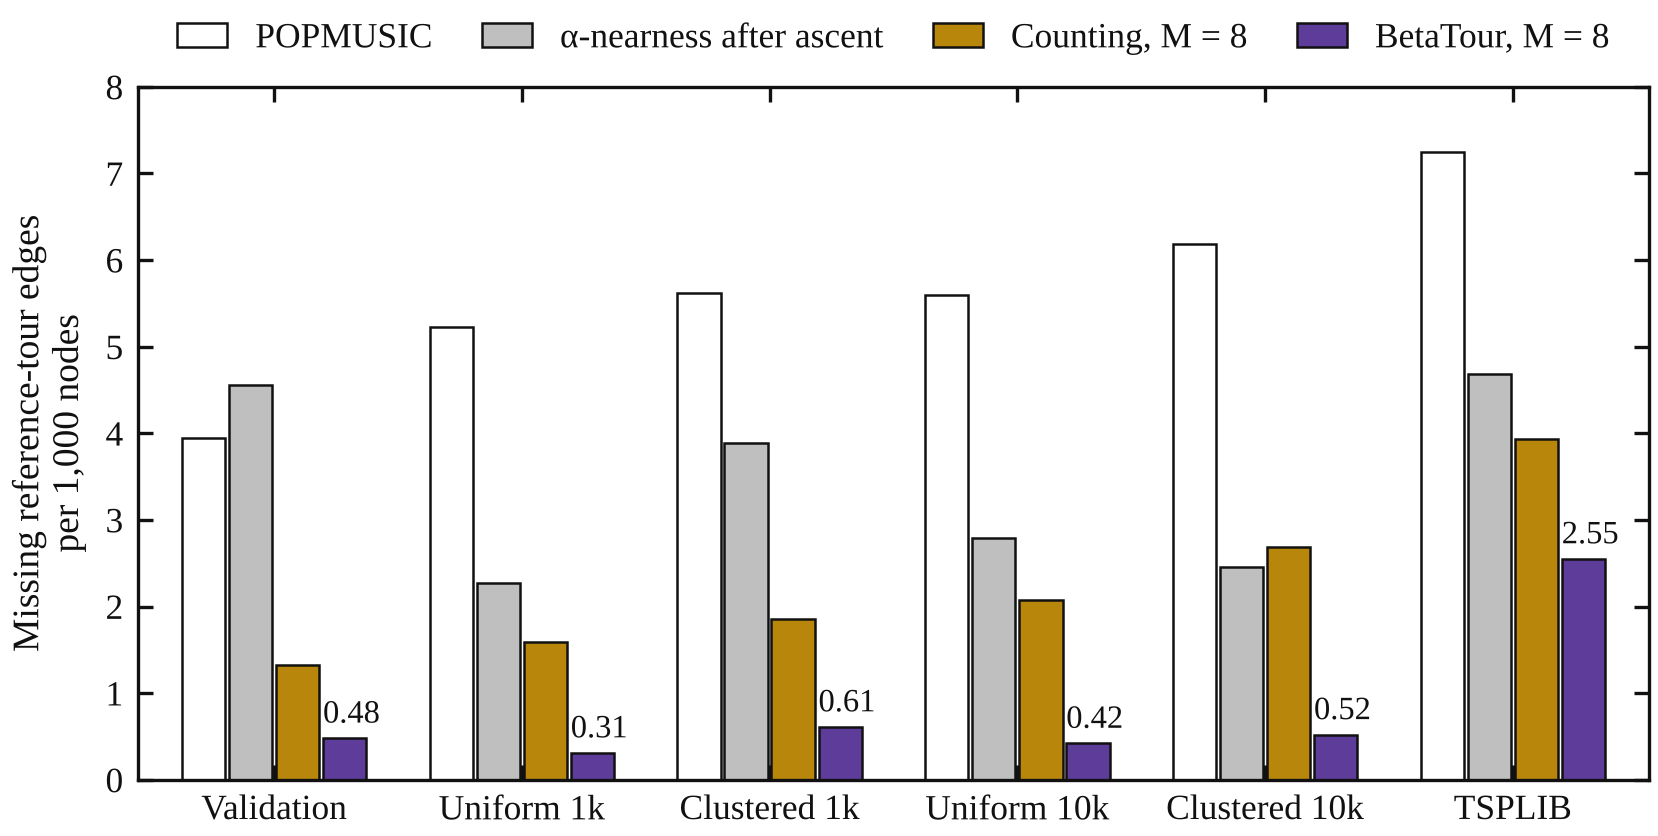 POPMUSIC
α-nearness after ascent
Counting, M = 8
BetaTour, M = 8
Missing reference-tour edges
per 1,000 nodes
8
7
6
5
4
3
2
1
0
0.48
0.31
0.61
0.42
0.52
2.55
Validation
Uniform 1k
Clustered 1k
Uniform 10k
Clustered 10k
TSPLIB